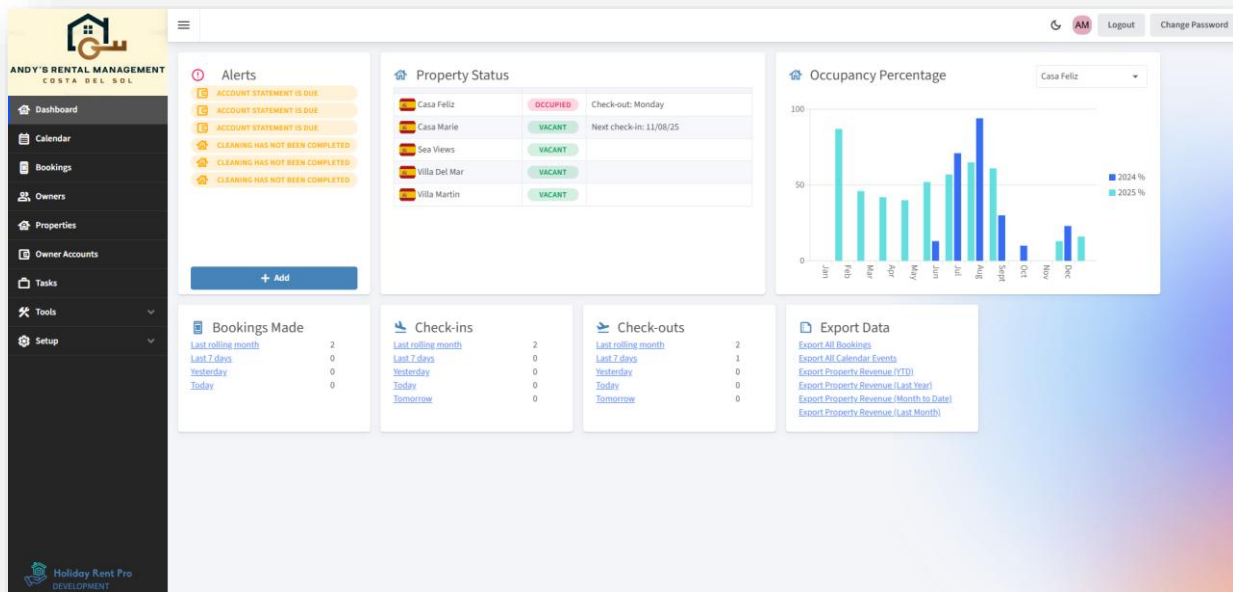 ANDY'S RENTAL MANAGEMENT
COSTA DEL SOL
AM
Logout
Change Password
Dashboard
Calendar
Bookings
Owners
Properties
Owner Accounts
Tasks
Tools
Setup
Holiday Rent Pro
DEVELOPMENT
Alerts
ACCOUNT STATEMENT IS DUE
ACCOUNT STATEMENT IS DUE
ACCOUNT STATEMENT IS DUE
CLEANING HAS NOT BEEN COMPLETED
CLEANING HAS NOT BEEN COMPLETED
CLEANING HAS NOT BEEN COMPLETED
+ Add
Property Status
Casa Feliz OCCUPIED Check-out: Monday
Casa Marie VACANT Next check-in: 11/08/25
Sea Views VACANT
Villa Del Mar VACANT
Villa Martin VACANT
Occupancy Percentage
Casa Feliz
100
50
0
Jan Feb Mar Apr May Jun Jul Aug Sept Oct Nov Dec
2024 %
2025 %
Bookings Made
Last rolling month 2
Last 7 days 0
Yesterday 0
Today 0
Check-ins
Last rolling month 2
Last 7 days 0
Yesterday 0
Today 0
Tomorrow 0
Check-outs
Last rolling month 2
Last 7 days 1
Yesterday 0
Today 0
Tomorrow 0
Export Data
Export All Bookings
Export All Calendar Events
Export Property Revenue (YTD)
Export Property Revenue (Last Year)
Export Property Revenue (Month to Date)
Export Property Revenue (Last Month)